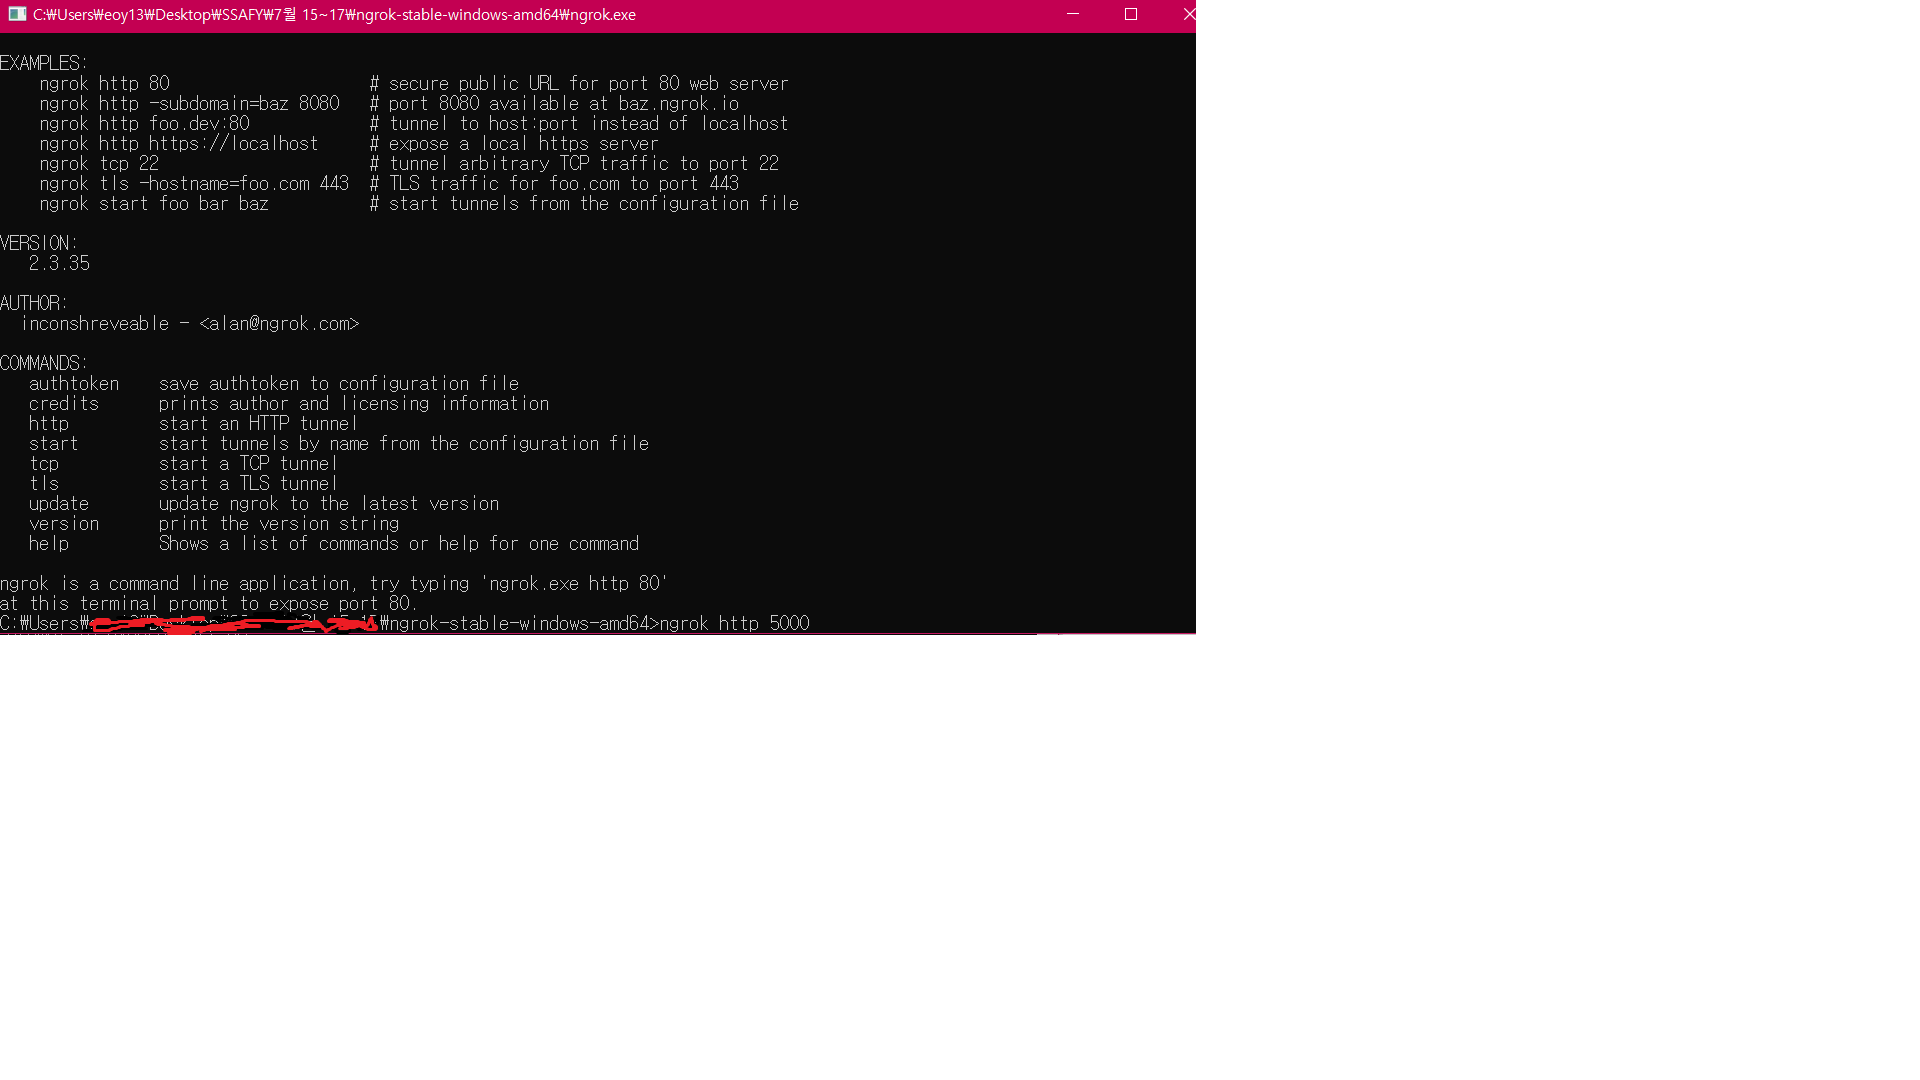 C:₩Users₩eoy13₩Desktop₩SSAFY₩7월 15~17₩ngrok-stable-windows-amd64₩ngrok.exe
EXAMPLES:
    ngrok http 80                    # secure public URL for port 80 web server
    ngrok http -subdomain=baz 8080   # port 8080 available at baz.ngrok.io
    ngrok http foo.dev:80            # tunnel to host:port instead of localhost
    ngrok http https://localhost     # expose a local https server
    ngrok tcp 22                     # tunnel arbitrary TCP traffic to port 22
    ngrok tls -hostname=foo.com 443  # TLS traffic for foo.com to port 443
    ngrok start foo bar baz          # start tunnels from the configuration file
VERSION:
   2.3.35
AUTHOR:
  inconshreveable - <alan@ngrok.com>
COMMANDS:
   authtoken    save authtoken to configuration file
   credits      prints author and licensing information
   http         start an HTTP tunnel
   start        start tunnels by name from the configuration file
   tcp          start a TCP tunnel
   tls          start a TLS tunnel
   update       update ngrok to the latest version
   version      print the version string
   help         Shows a list of commands or help for one command
ngrok is a command line application, try typing 'ngrok.exe http 80'
at this terminal prompt to expose port 80.
C:₩Users₩ ₩ngrok-stable-windows-amd64>ngrok http 5000